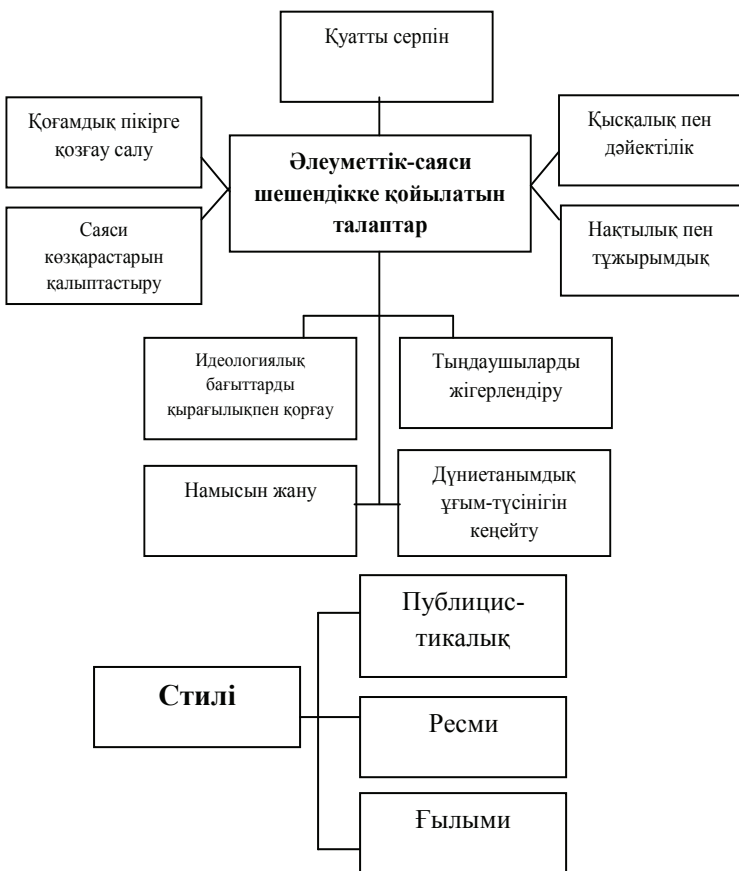 Қуатты серпін
Қоғамдық пікірге
қозғау салу
Қысқалық пен
дәйектілік
Әлеуметтік-саяси
шешендікке қойылатын
талаптар
Саяси
көзқарастарын
қалыптастыру
Нақтылық пен
тұжырымдық
Идеологиялық
бағыттарды
қырағылықпен қорғау
Тыңдаушыларды
жігерлендіру
Намысын жану
Дүниетанымдық
ұғым-түсінігін
кеңейту
Публицис-
тикалық
Стилі
Ресми
Ғылыми